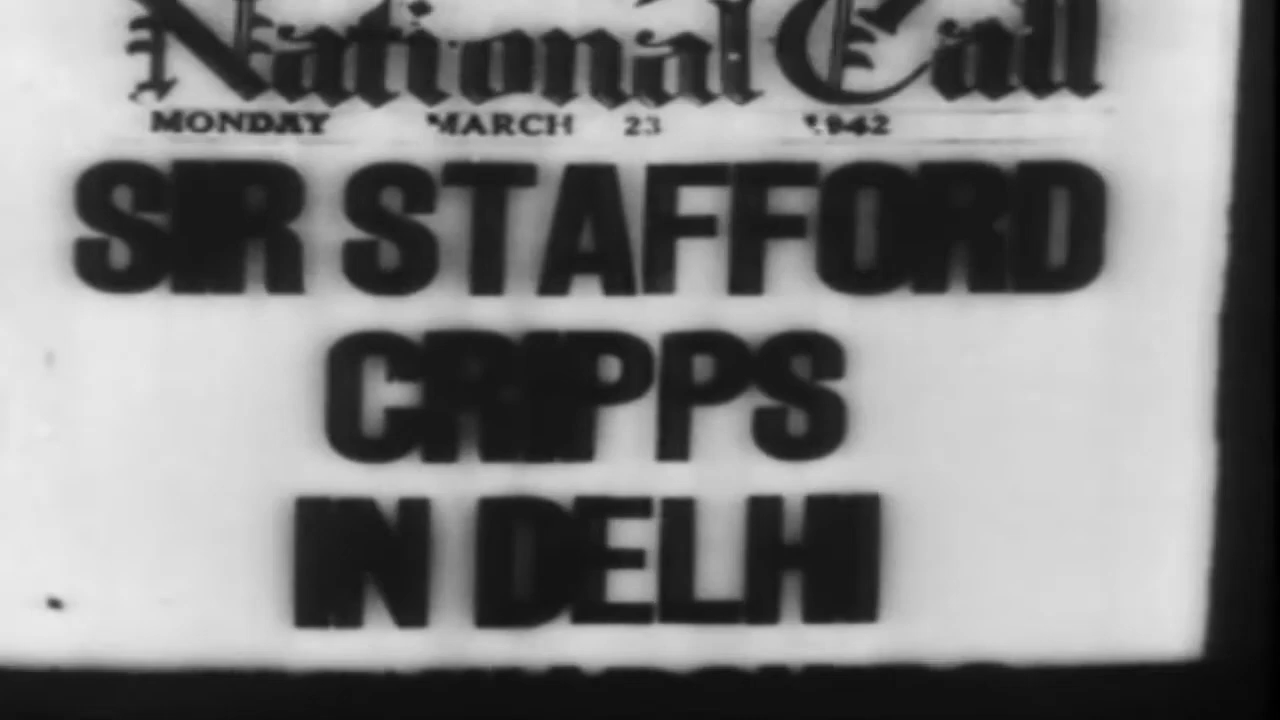 National Call
MONDAY MARCH 23 1942
SIR STAFFORD
CRIPPS
IN DELHI